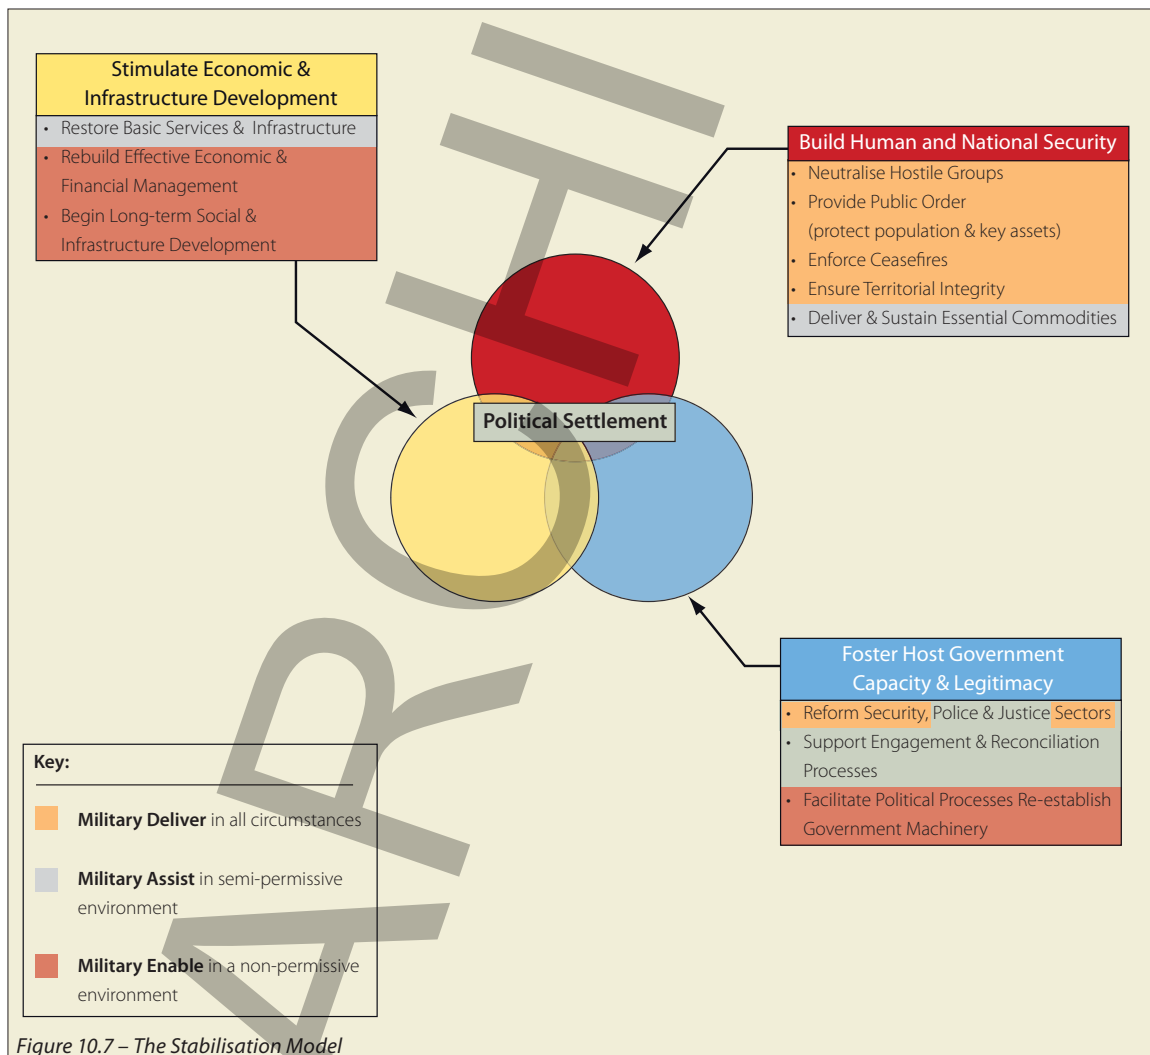 Stimulate Economic &
Infrastructure Development
• Restore Basic Services & Infrastructure
• Rebuild Effective Economic &
Financial Management
• Begin Long-term Social &
Infrastructure Development
Build Human and National Security
• Neutralise Hostile Groups
• Provide Public Order
(protect population & key assets)
• Enforce Ceasefires
• Ensure Territorial Integrity
• Deliver & Sustain Essential Commodities
Political Settlement
Foster Host Government
Capacity & Legitimacy
• Reform Security, Police & Justice Sectors
• Support Engagement & Reconciliation
Processes
• Facilitate Political Processes Re-establish
Government Machinery
Key:
Military Deliver in all circumstances
Military Assist in semi-permissive
environment
Military Enable in a non-permissive
environment
Figure 10.7 – The Stabilisation Model
ARCHI